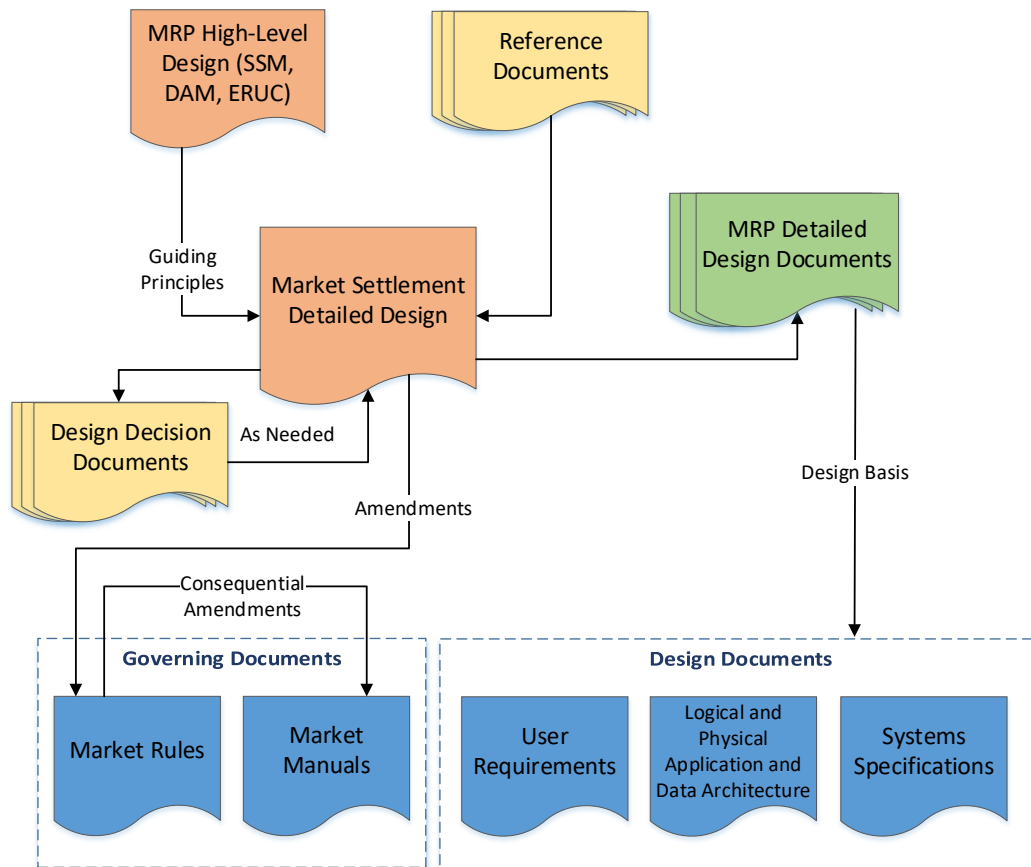 MRP High-Level
Design (SSM,
DAM, ERUC)
Reference
Documents
MRP Detailed
Design Documents
Guiding
Principles
Market Settlement
Detailed Design
Design Decision
Documents
As Needed
Design Basis
Amendments
Consequential
Amendments
Governing Documents
Market Rules
Market
Manuals
Design Documents
User
Requirements
Logical and
Physical
Application and
Data Architecture
Systems
Specifications